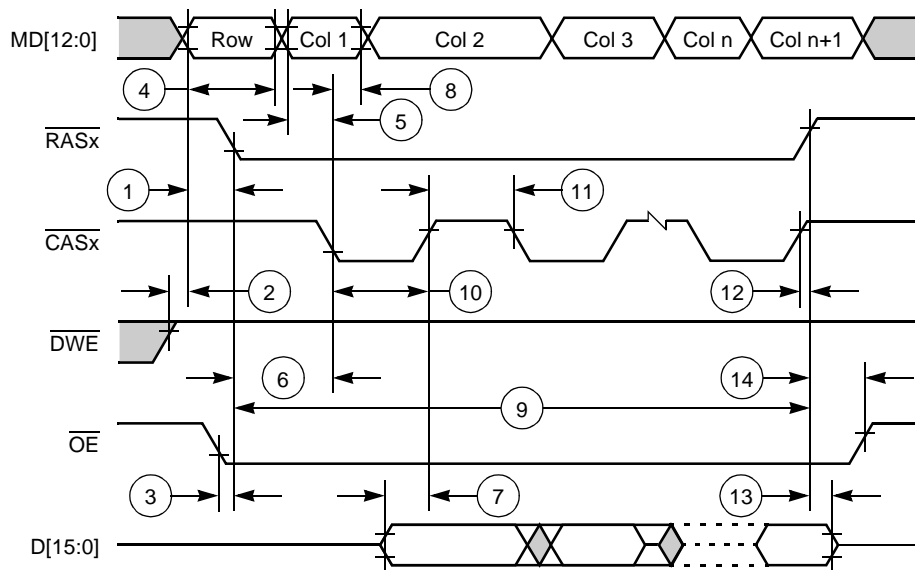 MD[12:0] Row Col 1 Col 2 Col 3 Col n Col n+1
4 8
5
RASx
1 11
CASx
2 10 12
DWE
6 14
9
OE
3 7 13
D[15:0]